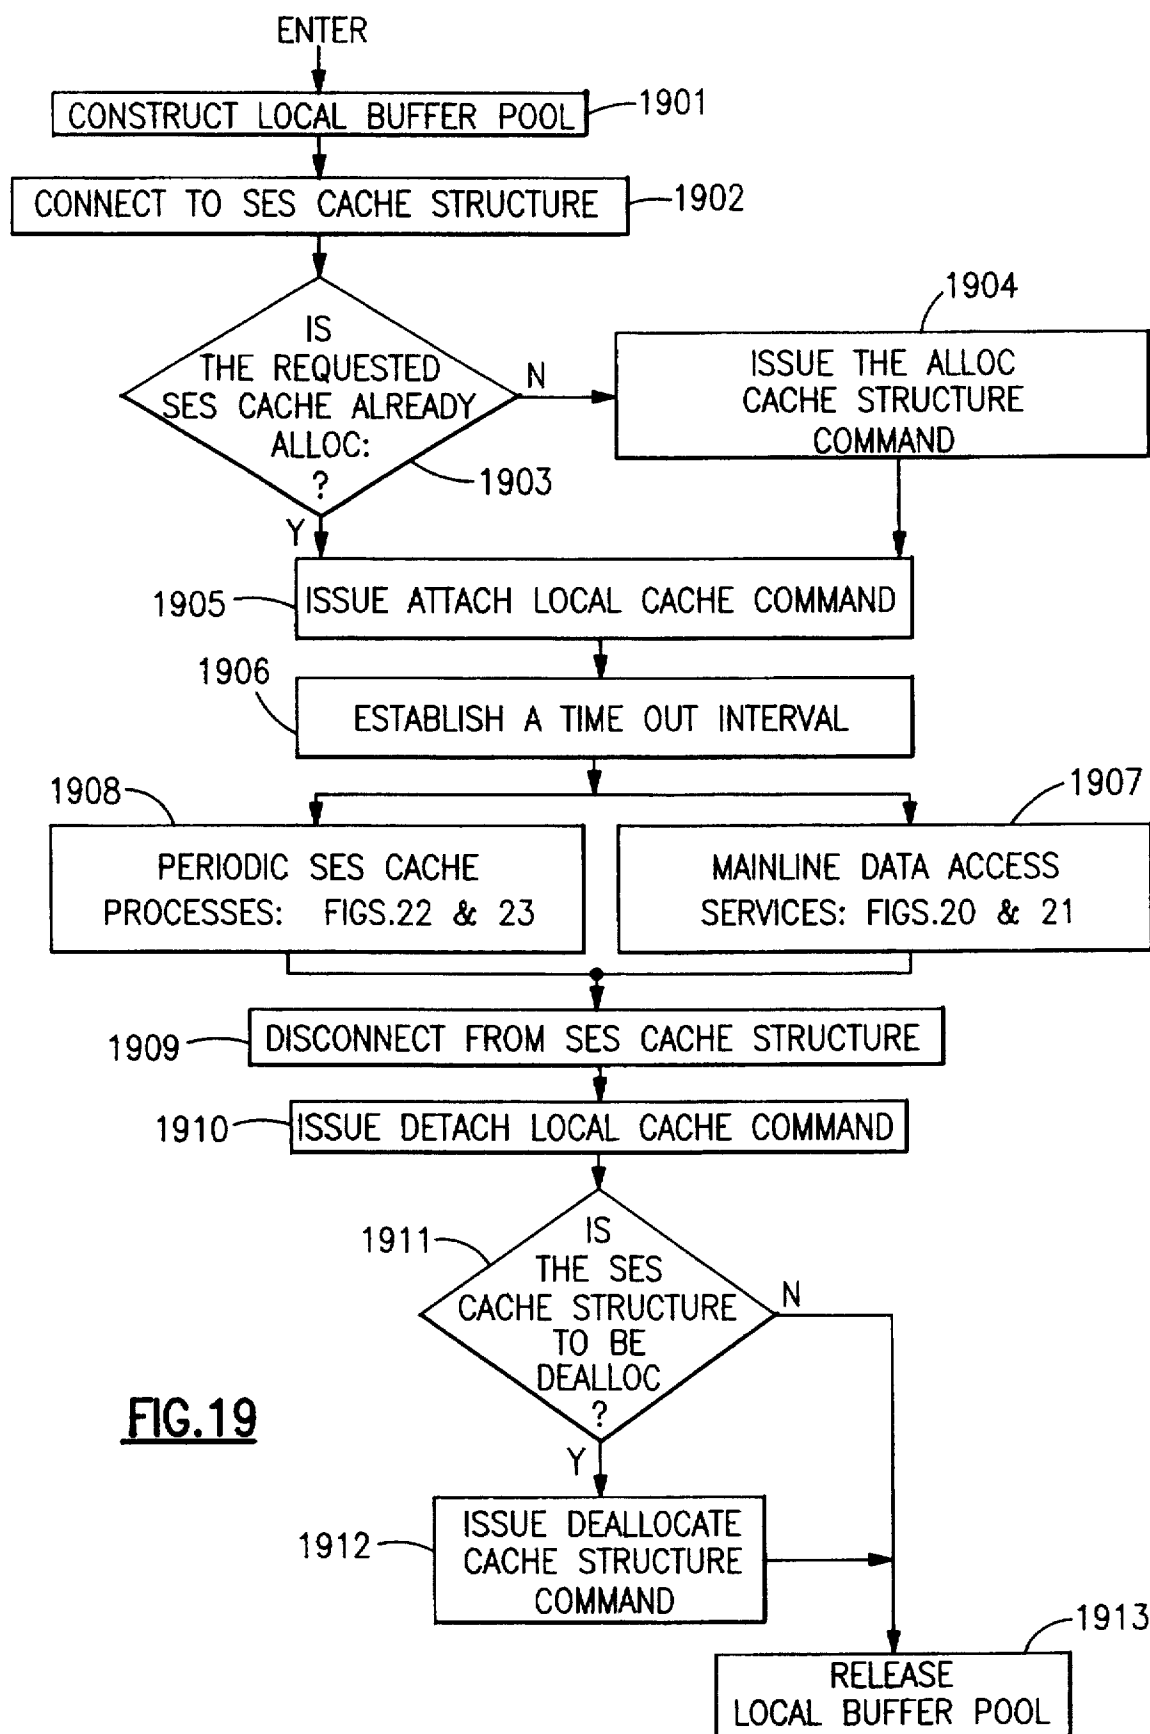 ENTER
CONSTRUCT LOCAL BUFFER POOL
1901
CONNECT TO SES CACHE STRUCTURE
1902
IS
THE REQUESTED
SES CACHE ALREADY
ALLOC:
?
1903
N
Y
1904
ISSUE THE ALLOC
CACHE STRUCTURE
COMMAND
1905
ISSUE ATTACH LOCAL CACHE COMMAND
1906
ESTABLISH A TIME OUT INTERVAL
1908
PERIODIC SES CACHE
PROCESSES: FIGS.22 & 23
1907
MAINLINE DATA ACCESS
SERVICES: FIGS.20 & 21
1909
DISCONNECT FROM SES CACHE STRUCTURE
1910
ISSUE DETACH LOCAL CACHE COMMAND
1911
IS
THE SES
CACHE STRUCTURE
TO BE
DEALLOC
?
N
Y
FIG.19
1912
ISSUE DEALLOCATE
CACHE STRUCTURE
COMMAND
1913
RELEASE
LOCAL BUFFER POOL